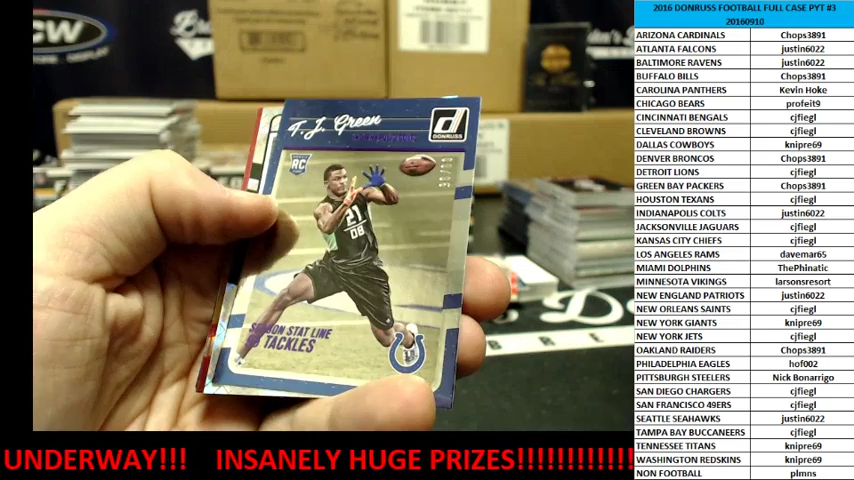 T. J. Green
DONRUSS
RC
21
DB
SEASON STAT LINE
TACKLES
UNDERWAY!!! INSANELY HUGE PRIZES!!!!!!!!!!!!!
2016 DONRUSS FOOTBALL FULL CASE PYT #3
20160910
ARIZONA CARDINALS Chops3891
ATLANTA FALCONS justin6022
BALTIMORE RAVENS justin6022
BUFFALO BILLS Chops3891
CAROLINA PANTHERS Kevin Hoke
CHICAGO BEARS profeit9
CINCINNATI BENGALS cjfiegl
CLEVELAND BROWNS cjfiegl
DALLAS COWBOYS knipre69
DENVER BRONCOS Chops3891
DETROIT LIONS cjfiegl
GREEN BAY PACKERS Chops3891
HOUSTON TEXANS cjfiegl
INDIANAPOLIS COLTS justin6022
JACKSONVILLE JAGUARS cjfiegl
KANSAS CITY CHIEFS cjfiegl
LOS ANGELES RAMS davemar65
MIAMI DOLPHINS ThePhinatic
MINNESOTA VIKINGS larsonsresort
NEW ENGLAND PATRIOTS justin6022
NEW ORLEANS SAINTS cjfiegl
NEW YORK GIANTS knipre69
NEW YORK JETS cjfiegl
OAKLAND RAIDERS Chops3891
PHILADELPHIA EAGLES hof002
PITTSBURGH STEELERS Nick Bonarrigo
SAN DIEGO CHARGERS cjfiegl
SAN FRANCISCO 49ERS cjfiegl
SEATTLE SEAHAWKS justin6022
TAMPA BAY BUCCANEERS cjfiegl
TENNESSEE TITANS knipre69
WASHINGTON REDSKINS knipre69
NON FOOTBALL plmns